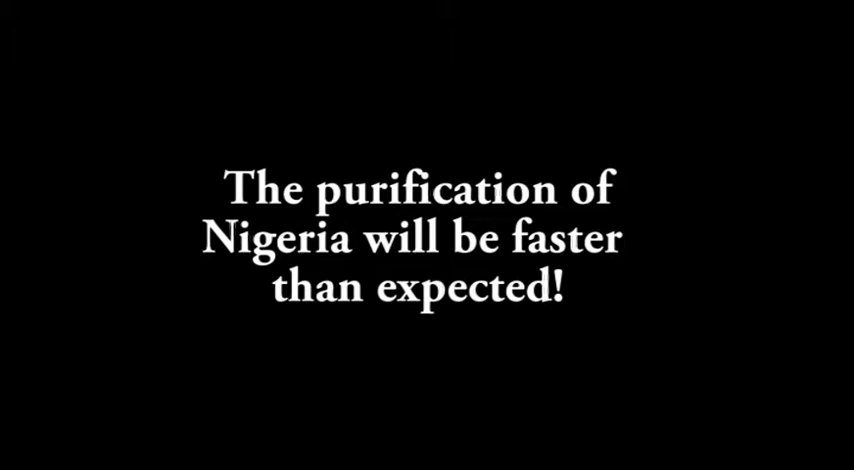 The purification of
Nigeria will be faster
than expected!